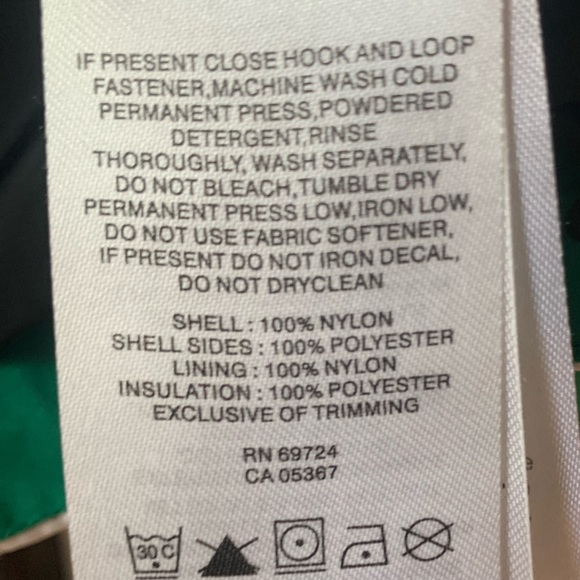 IF PRESENT CLOSE HOOK AND LOOP
FASTENER,MACHINE WASH COLD
PERMANENT PRESS,POWDERED
DETERGENT,RINSE
THOROUGHLY, WASH SEPARATELY,
DO NOT BLEACH,TUMBLE DRY
PERMANENT PRESS LOW,IRON LOW,
DO NOT USE FABRIC SOFTENER,
IF PRESENT DO NOT IRON DECAL,
DO NOT DRYCLEAN
SHELL : 100% NYLON
SHELL SIDES : 100% POLYESTER
LINING : 100% NYLON
INSULATION : 100% POLYESTER
EXCLUSIVE OF TRIMMING
RN 69724
CA 05367
30 C